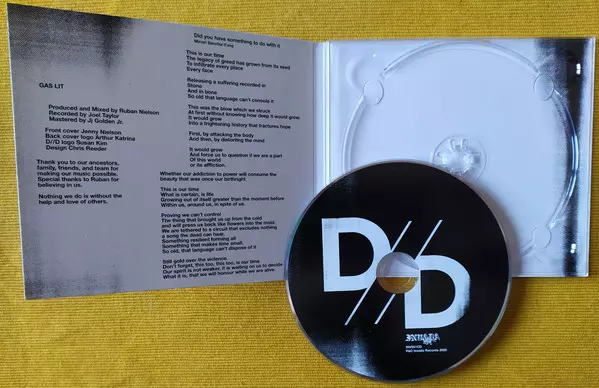 GAS LIT
Produced and Mixed by Ruban Nielson
Recorded by Joel Taylor
Mastered by Jj Golden Jr.
Front cover Jenny Nielson
Back cover logo Arthur Katrina
D//D logo Susan Kim
Design Chris Reeder
Thank you to our ancestors,
family, friends, and team for
making our music possible.
Special thanks to Ruban for
believing in us.
Nothing we do is without the
help and love of others.
Did you have something to do with it
This is our time
The legacy of greed has grown from its need
To infiltrate every place
Every face
Releasing a suffering recorded in
Stone
And in bone
So old that language can't console it
This was the blow which we struck
At first without knowing how deep it would grow
It would grow
Into a frightening history that fractures hope
First, by attacking the body
And then, by distorting the mind
It would grow
And force us to question if we are a part
Of this world
or its affliction.
Whether our addiction to power will consume the
beauty that was once our birthright
This is our time
What is certain, is life
Growing out of itself greater than the moment before
Within us, around us, in spite of us.
Proving we can't control
The thing that brought us up from the cold
and will press us back like flowers into the mold.
We are tethered to a circuit that excludes nothing
a song the dead can hear.
Something resilient forming all
Something that makes time small.
So old, that language can't dispose of it
Still gold over the violence.
Don't forget, this too, this too, is our time
Our spirit is not weaker, it is waiting on us to decide
What it is, that we will honour while we are alive.
D//D